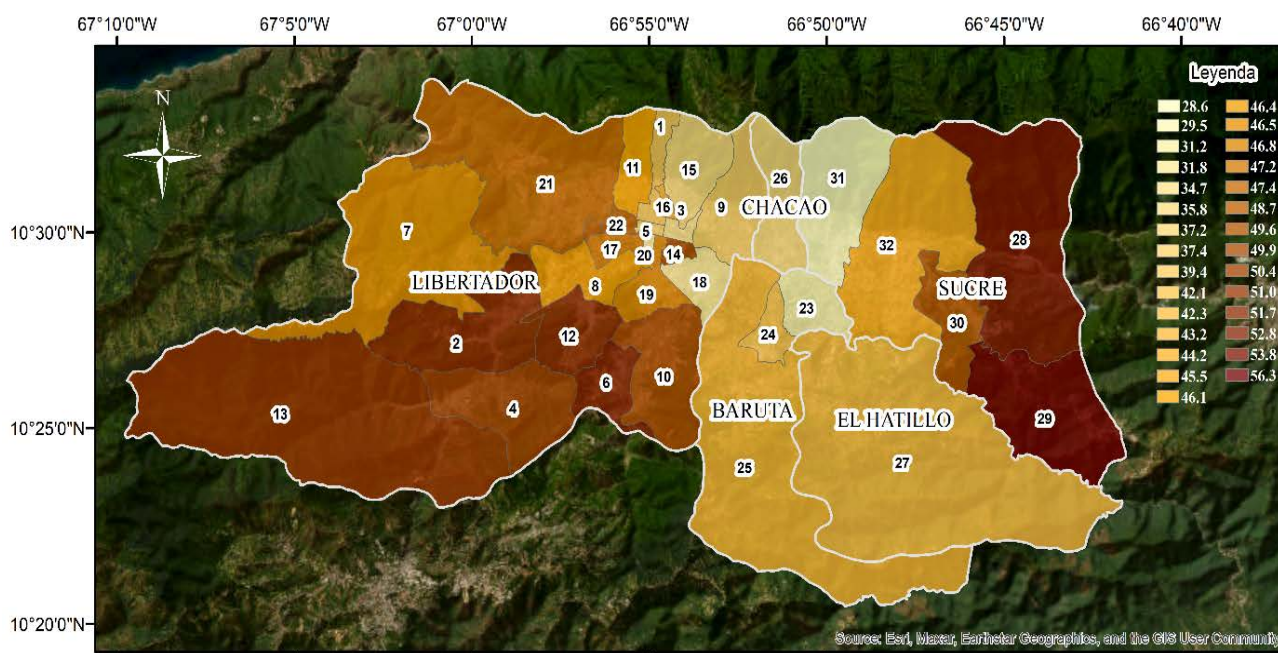 67°10'0"W 67°5'0"W 67°0'0"W 66°55'0"W 66°50'0"W 66°45'0"W 66°40'0"W
Leyenda
N
28.6 46.4
29.5 46.5
31.2 46.8
31.8 47.2
34.7 47.4
35.8 48.7
37.2 49.6
37.4 49.9
39.4 50.4
42.1 51.0
42.3 51.7
43.2 52.8
44.2 53.8
45.5 56.3
46.1
1
11 15 26 31
21
16 3 9 CHACAO
10°30'0"N 7 22 5 32 28
17 20 14
LIBERTADOR 8 18 SUCRE
19 23
2 12 24 30
6 10
13 4 BARUTA EL HATILLO 29
10°25'0"N
25 27
10°20'0"N
Source: Esri, Maxar, Earthstar Geographics, and the GIS User Community